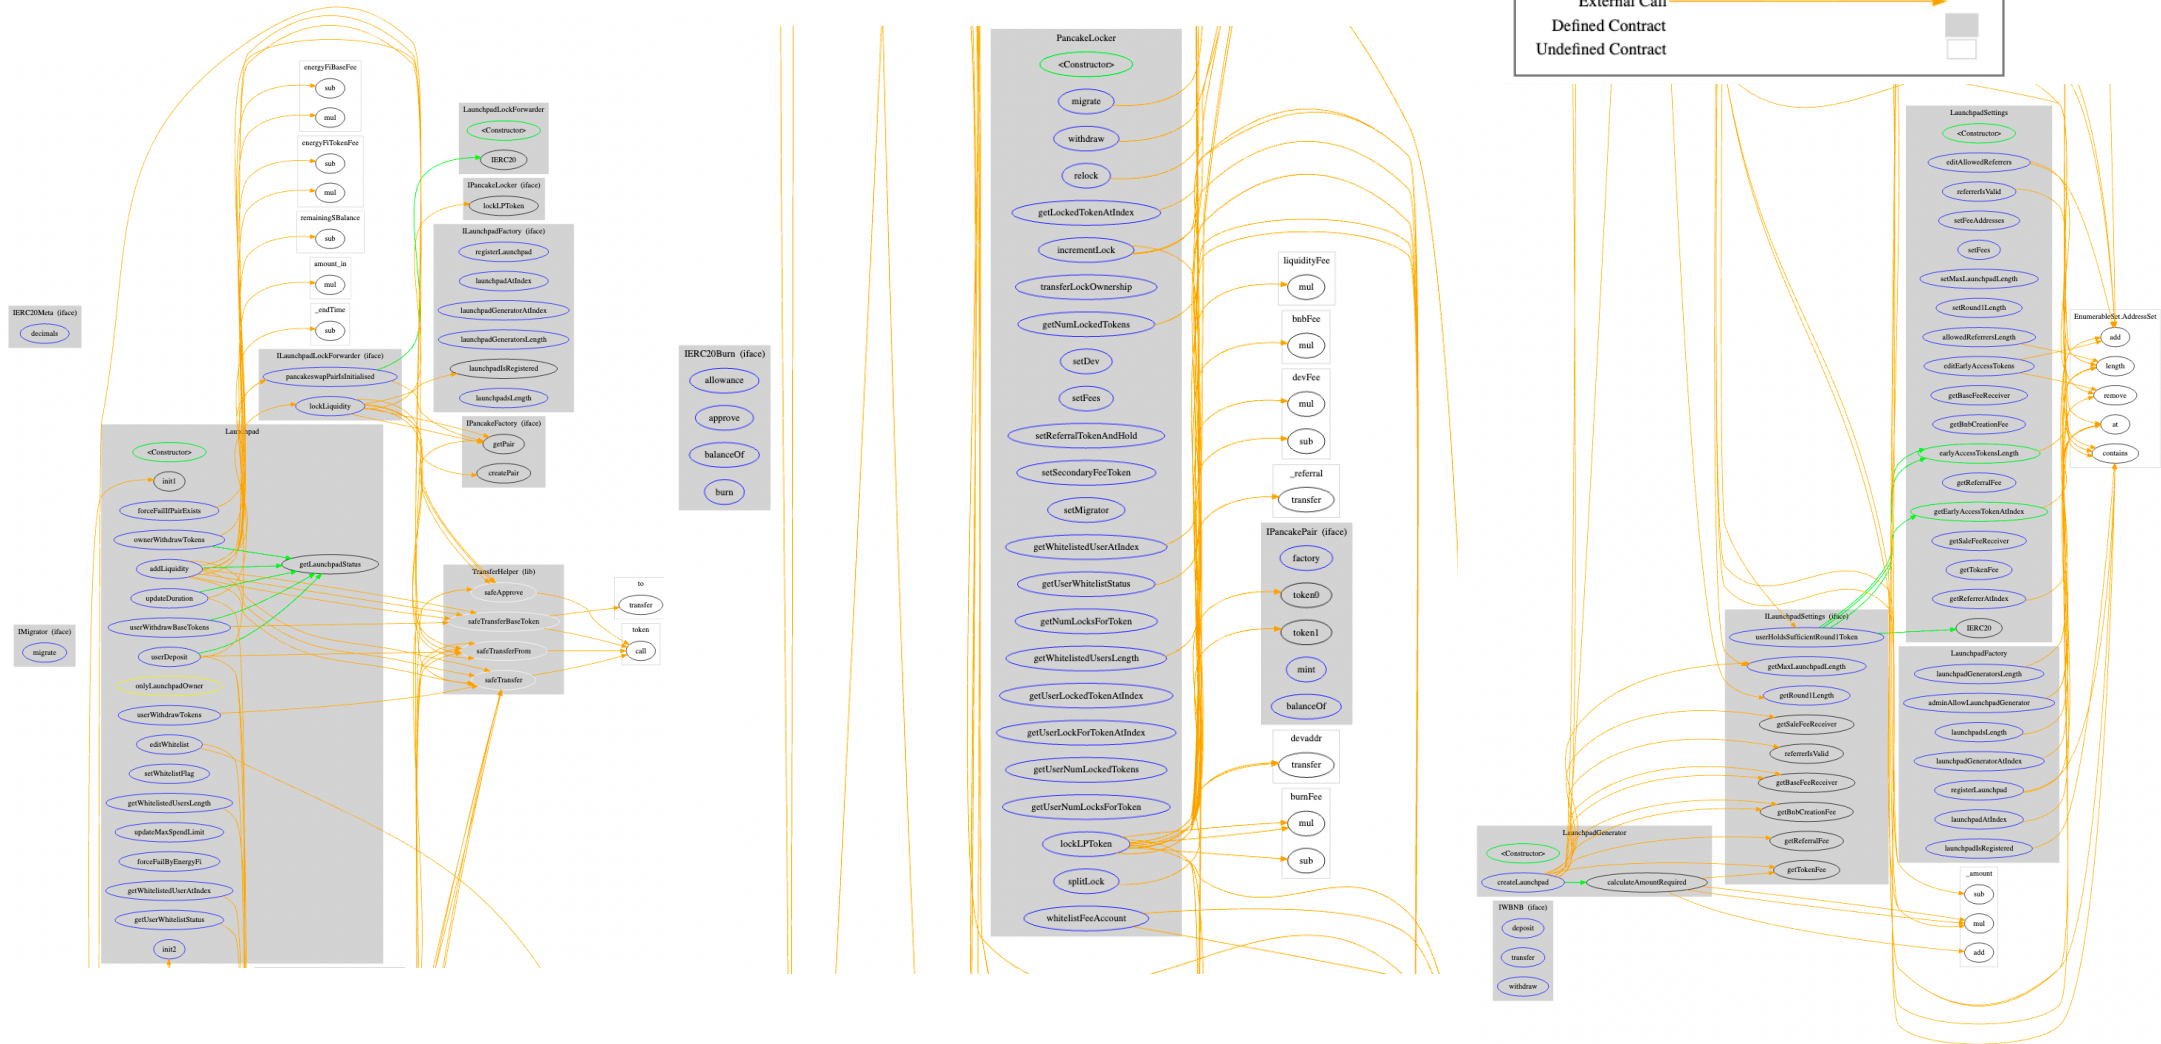 External Call
Defined Contract
Undefined Contract
energyFiBaseFee
sub
mul
energyFiTokenFee
sub
mul
remainingSBalance
sub
amount_in
sub
_endTime
sub
IERC20Meta (iface)
decimals
IMigrator (iface)
migrate
ILaunchpadLockForwarder (iface)
pancakeswapPairIsInitialised
lockLiquidity
Launchpad
<Constructor>
init1
forceFailIfPairExists
ownerWithdrawTokens
addLiquidity
getLaunchpadStatus
updateDuration
userWithdrawBaseTokens
userDeposit
onlyLaunchpadOwner
userWithdrawTokens
editWhitelist
setWhitelistFlag
getWhitelistedUsersLength
updateMaxSpendLimit
forceFailByEnergyFi
getWhitelistedUserAtIndex
getUserWhitelistStatus
init2
LaunchpadLockForwarder
<Constructor>
IERC20
IPancakeLocker (iface)
lockLPToken
ILaunchpadFactory (iface)
registerLaunchpad
launchpadAtIndex
launchpadGeneratorAtIndex
launchpadGeneratorsLength
launchpadIsRegistered
launchpadsLength
IPancakeFactory (iface)
getPair
createPair
TransferHelper (lib)
safeApprove
safeTransferBaseToken
safeTransferFrom
safeTransfer
to
transfer
token
call
IERC20Burn (iface)
allowance
approve
balanceOf
burn
PancakeLocker
<Constructor>
migrate
withdraw
relock
getLockedTokenAtIndex
incrementLock
transferLockOwnership
getNumLockedTokens
setDev
setFees
setReferralTokenAndHold
setSecondaryFeeToken
setMigrator
getWhitelistedUserAtIndex
getUserWhitelistStatus
getNumLocksForToken
getWhitelistedUsersLength
getUserLockedTokenAtIndex
getUserLockForTokenAtIndex
getUserNumLockedTokens
getUserNumLocksForToken
lockLPToken
splitLock
whitelistFeeAccount
liquidityFee
mul
bnbFee
mul
devFee
mul
sub
_referral
transfer
IPancakePair (iface)
factory
token0
token1
mint
balanceOf
devaddr
transfer
burnFee
mul
sub
LaunchpadSettings
<Constructor>
editAllowedReferrers
referrerIsValid
setFeeAddresses
setFees
setMaxLaunchpadLength
setRound1Length
allowedReferrersLength
editEarlyAccessTokens
getBaseFeeReceiver
getBnbCreationFee
earlyAccessTokensLength
getReferralFee
getEarlyAccessTokenAtIndex
getSaleFeeReceiver
getTokenFee
getReferrerAtIndex
IERC20
EnumerableSet.AddressSet
add
length
remove
at
contains
ILaunchpadSettings (iface)
userHoldsSufficientRound1Token
getMaxLaunchpadLength
getRound1Length
getSaleFeeReceiver
referrerIsValid
getBaseFeeReceiver
getBnbCreationFee
getReferralFee
getTokenFee
LaunchpadFactory
launchpadGeneratorsLength
adminAllowLaunchpadGenerator
launchpadsLength
launchpadGeneratorAtIndex
registerLaunchpad
launchpadAtIndex
launchpadIsRegistered
LaunchpadGenerator
<Constructor>
createLaunchpad
calculateAmountRequired
IWBNB (iface)
deposit
transfer
withdraw
_amount
sub
mul
add